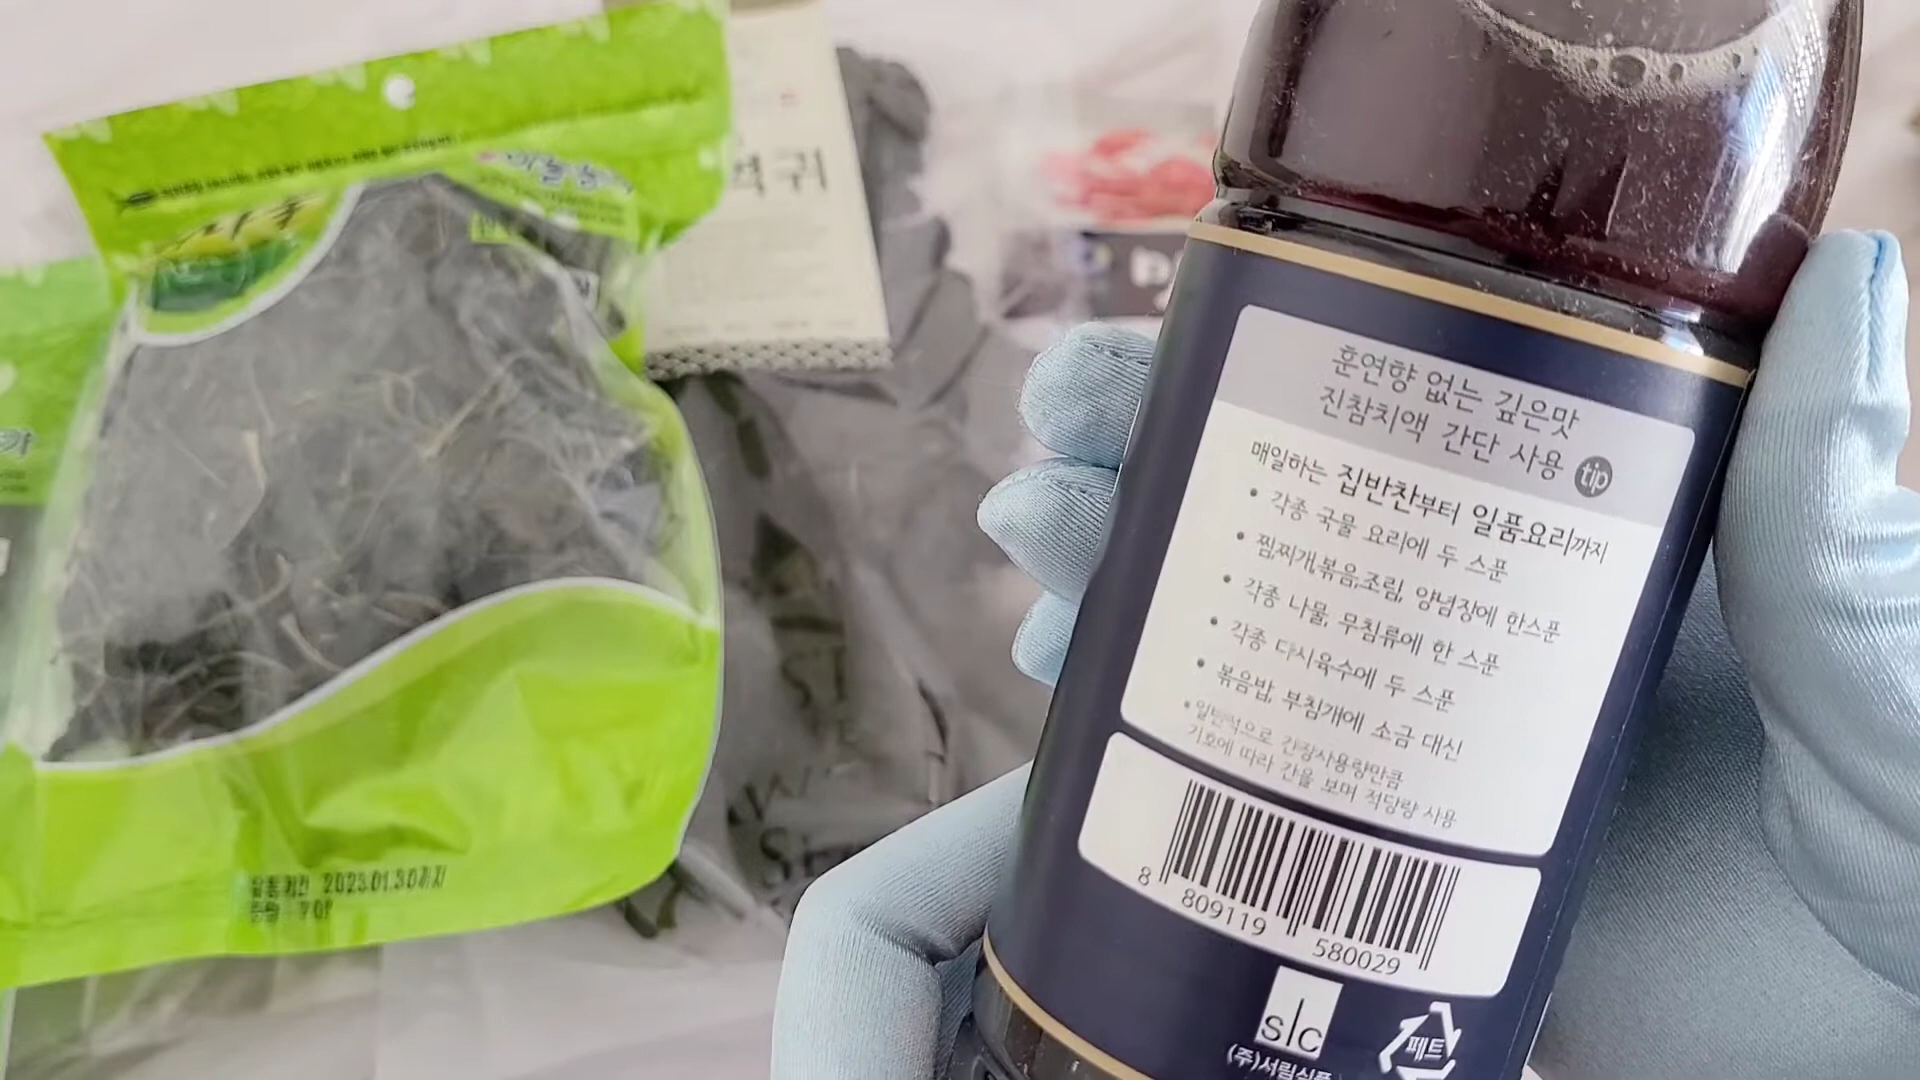 훈연향 없는 깊은맛
진참치액 간단 사용 tip
매일하는 집반찬부터 일품요리까지
• 각종 국물 요리에 두 스푼
• 찜찌개,볶음,조림, 양념장에 한스푼
• 각종 나물, 무침류에 한 스푼
• 각종 다시육수에 두 스푼
• 볶음밥, 부침개에 소금 대신
• 일반적으로 간장사용량만큼
기호에 따라 간을 보며 적당량 사용
8 809119 580029
slc
(주)서림식품
페트
2023.01.30까지